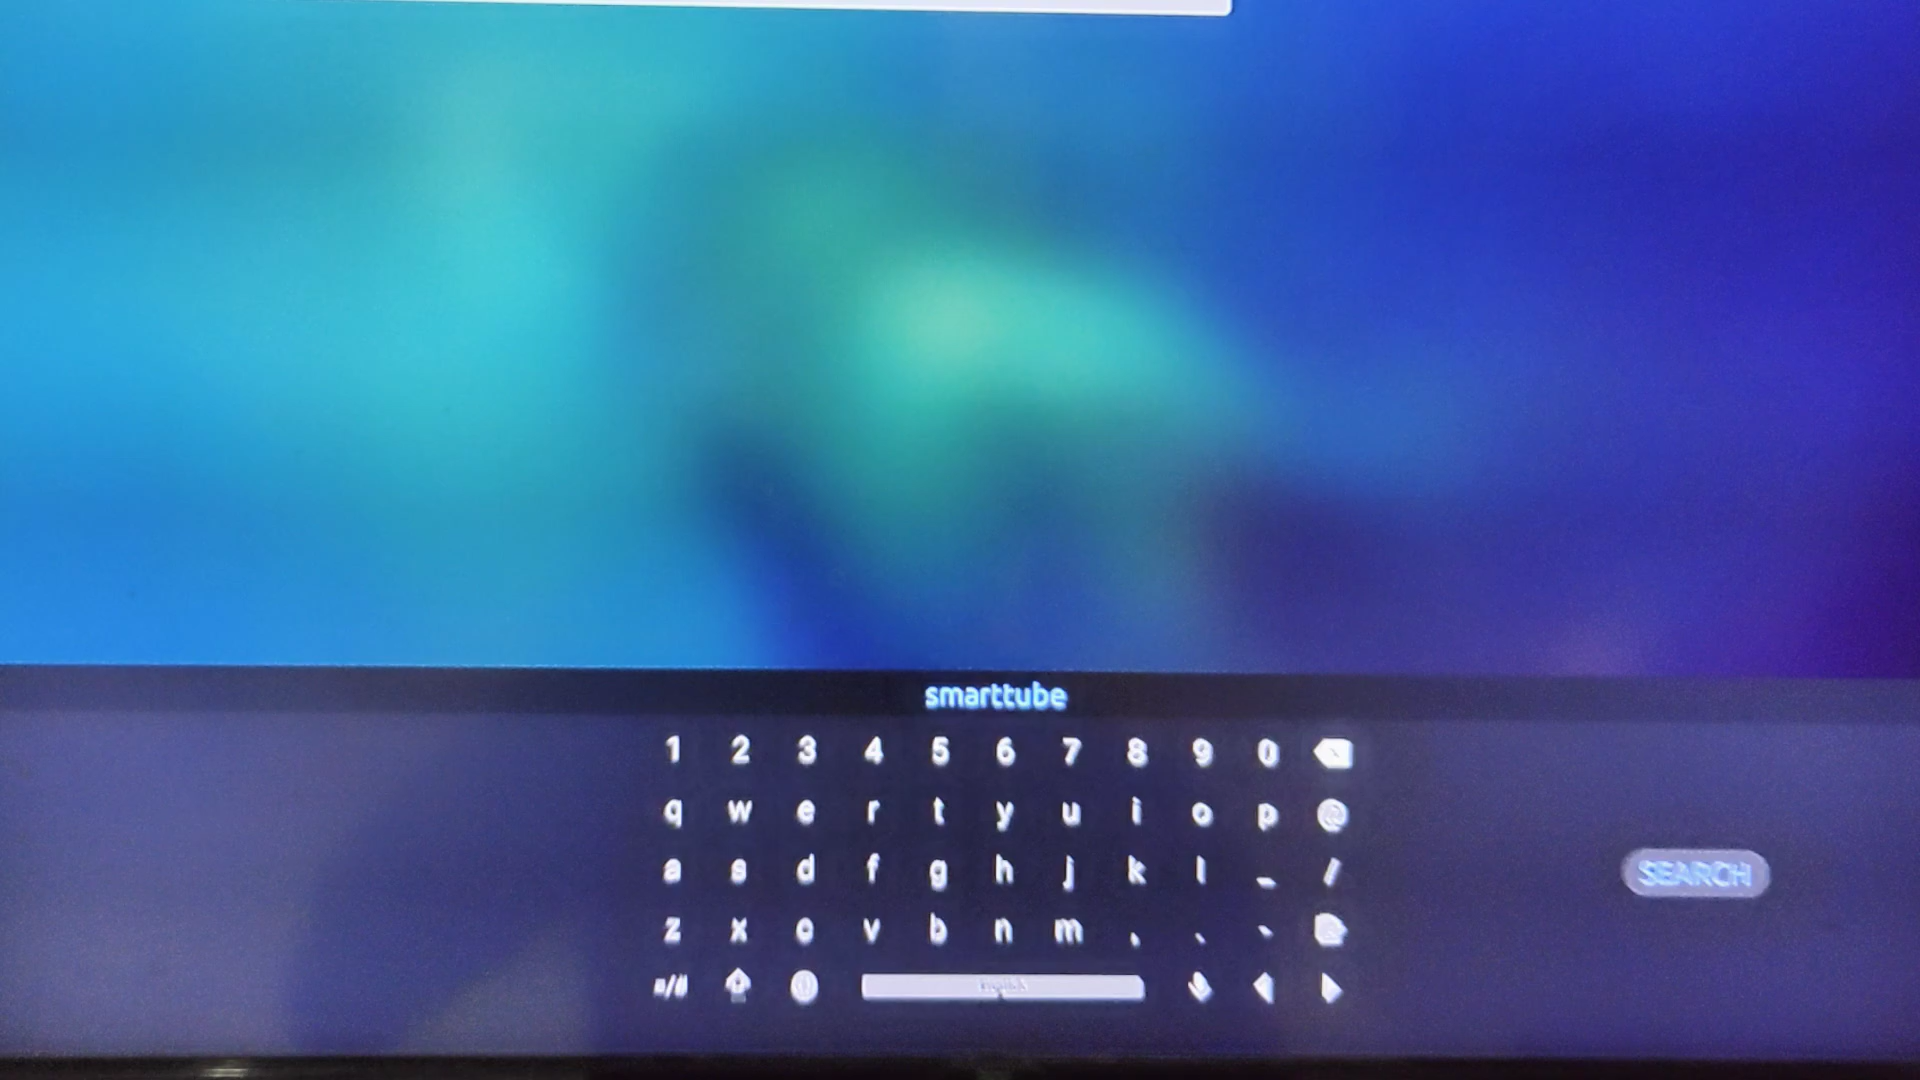 smarttube
1 2 3 4 5 6 7 8 9 0
q w e r t y u i o p @
a s d f g h j k l _ /
z x c v b n m ,
SEARCH